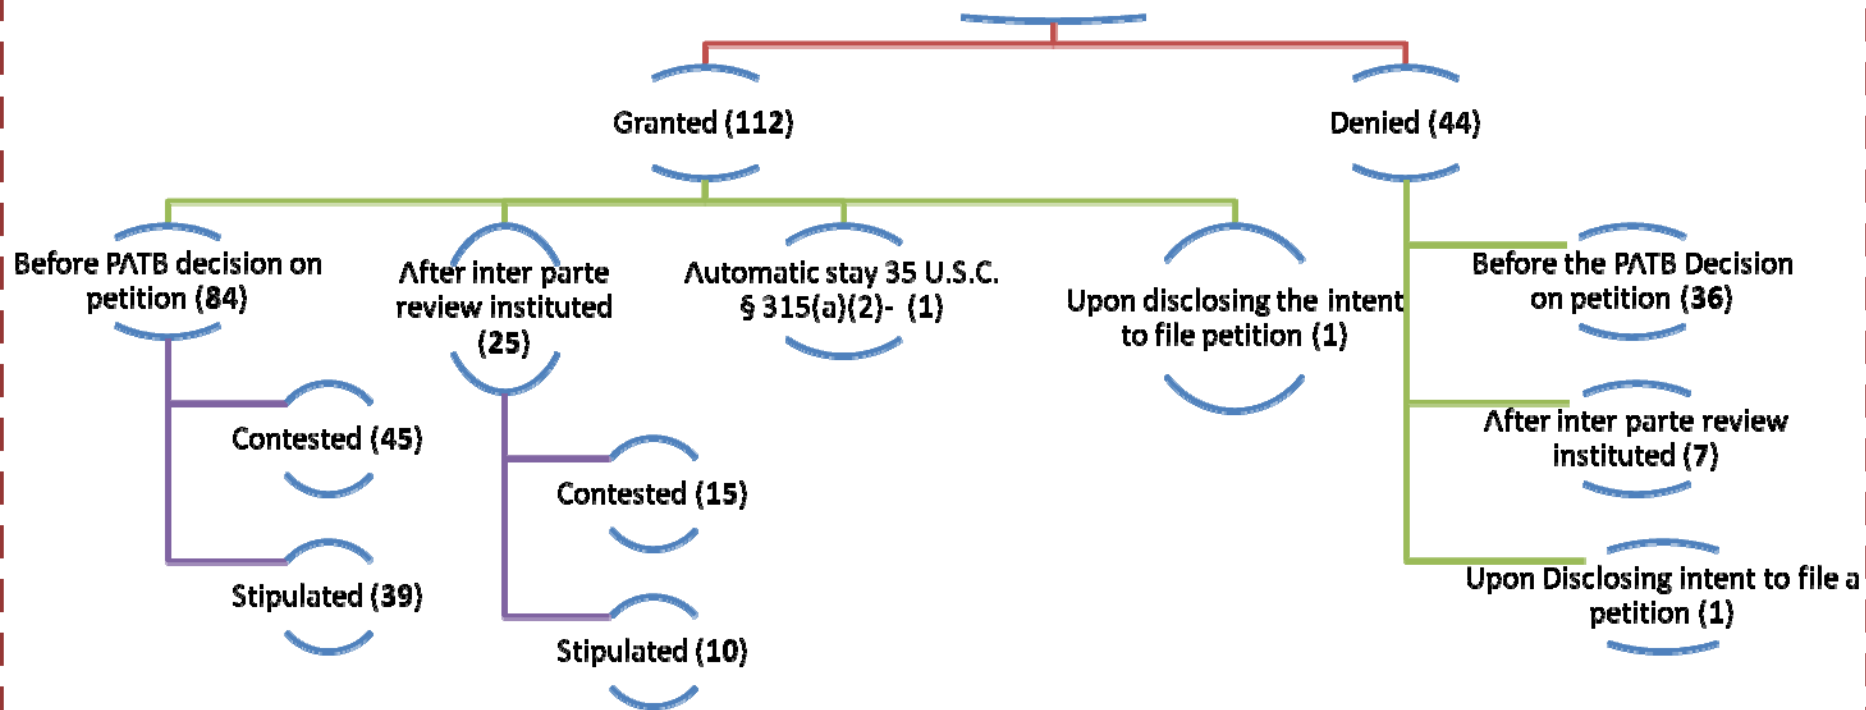 Granted (112)
Denied (44)
Before PATB decision on
petition (84)
After inter parte
review instituted
(25)
Automatic stay 35 U.S.C.
§ 315(a)(2)- (1)
Upon disclosing the intent
to file petition (1)
Before the PATB Decision
on petition (36)
Contested (45)
Stipulated (39)
Contested (15)
Stipulated (10)
After inter parte review
instituted (7)
Upon Disclosing intent to file a
petition (1)